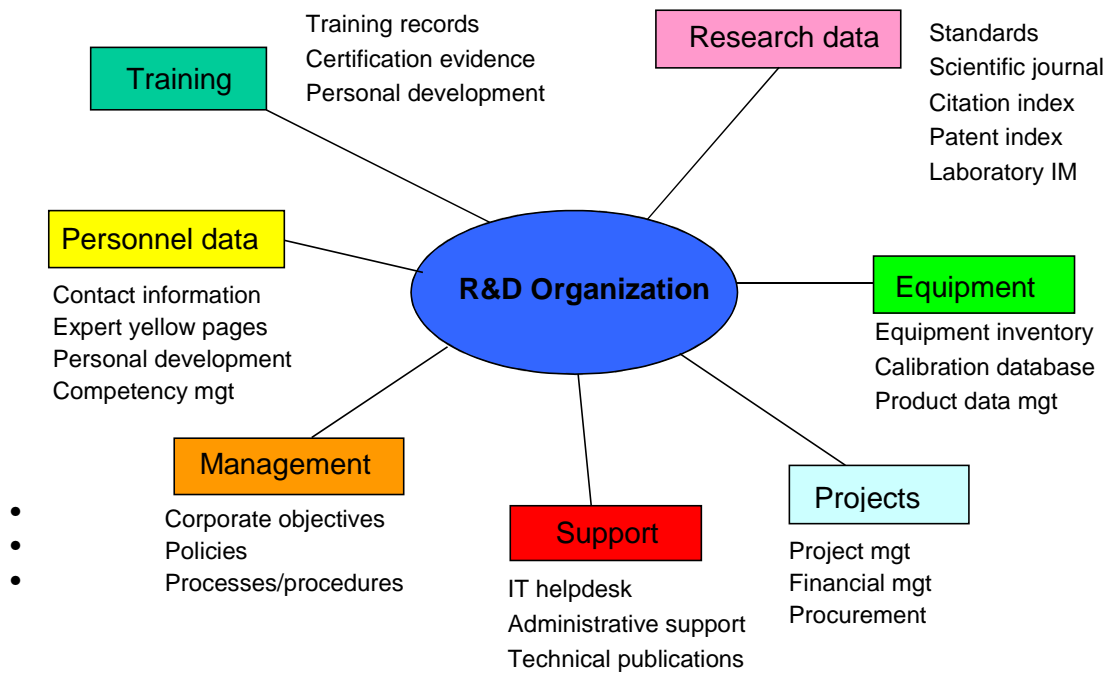 Training
Training records
Certification evidence
Personal development
Research data
Standards
Scientific journal
Citation index
Patent index
Laboratory IM
Personnel data
Contact information
Expert yellow pages
Personal development
Competency mgt
R&D Organization
Equipment
Equipment inventory
Calibration database
Product data mgt
Management
• Corporate objectives
• Policies
• Processes/procedures
Support
IT helpdesk
Administrative support
Technical publications
Projects
Project mgt
Financial mgt
Procurement